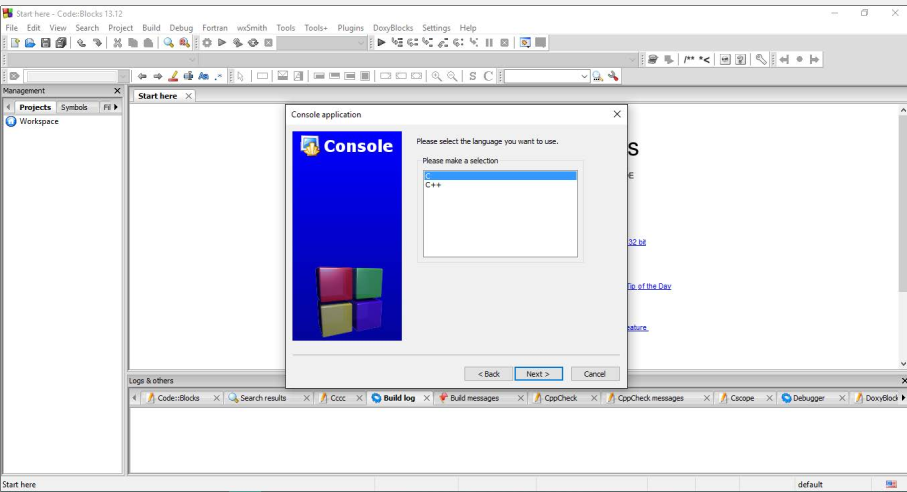 Start here - Code::Blocks 13.12
File Edit View Search Project Build Debug Fortran wxSmith Tools Tools+ Plugins DoxyBlocks Settings Help
/** *<
S C
Management
Projects Symbols
Start here
Workspace
Console application
Console
Please select the language you want to use.
Please make a selection
C
C++
S
32 bit
Tip of the Day
eature
< Back Next > Cancel
Logs & others
Code::Blocks Search results Cccc Build log Build messages CppCheck CppCheck messages Cscope Debugger DoxyBlock
Start here default